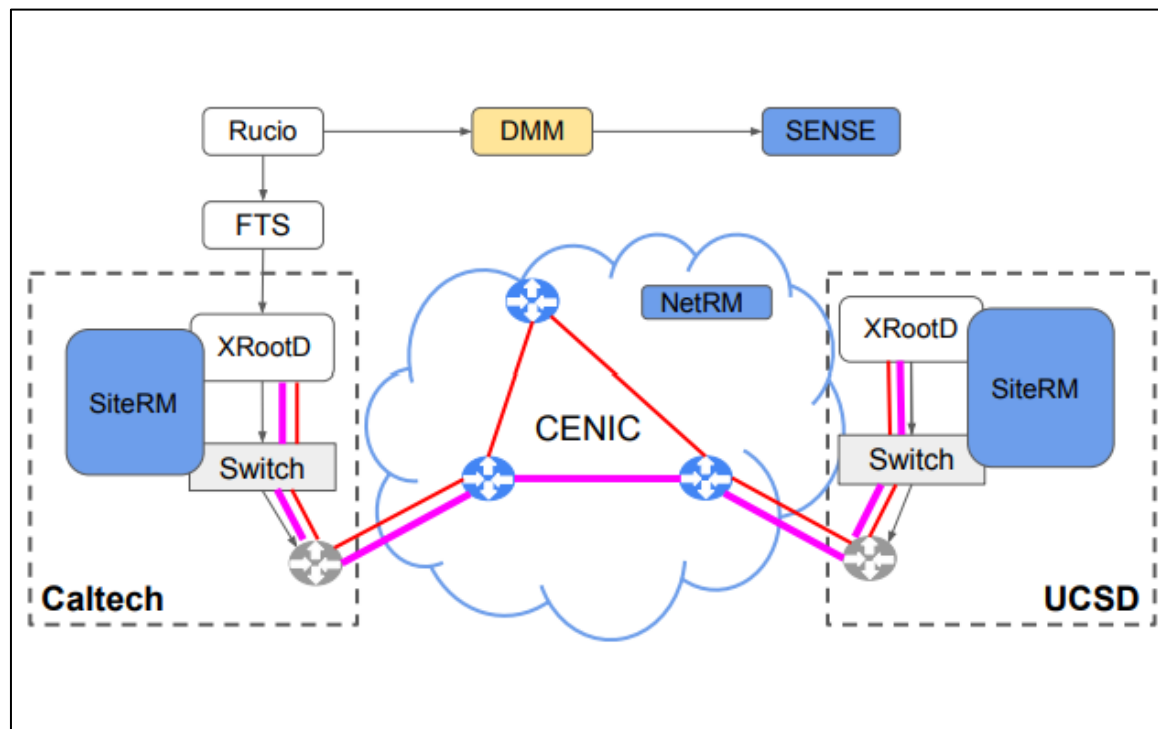 Rucio
DMM
SENSE
FTS
NetRM
XRootD
XRootD
SiteRM
SiteRM
CENIC
Switch
Switch
Caltech
UCSD